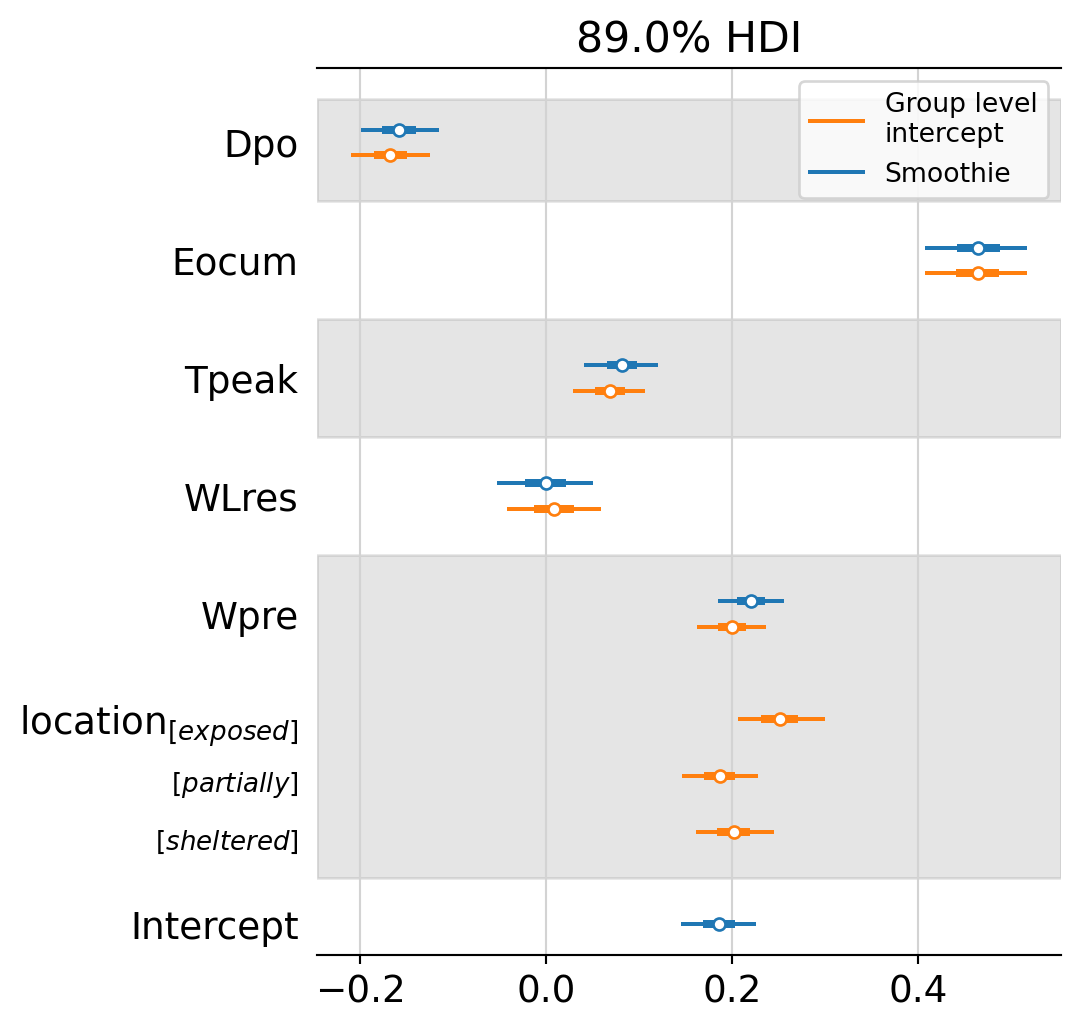 89.0% HDI
Group level
intercept
Smoothie
Dpo
Eocum
Tpeak
WLres
Wpre
location[exposed]
[partially]
[sheltered]
Intercept
−0.2 0.0 0.2 0.4